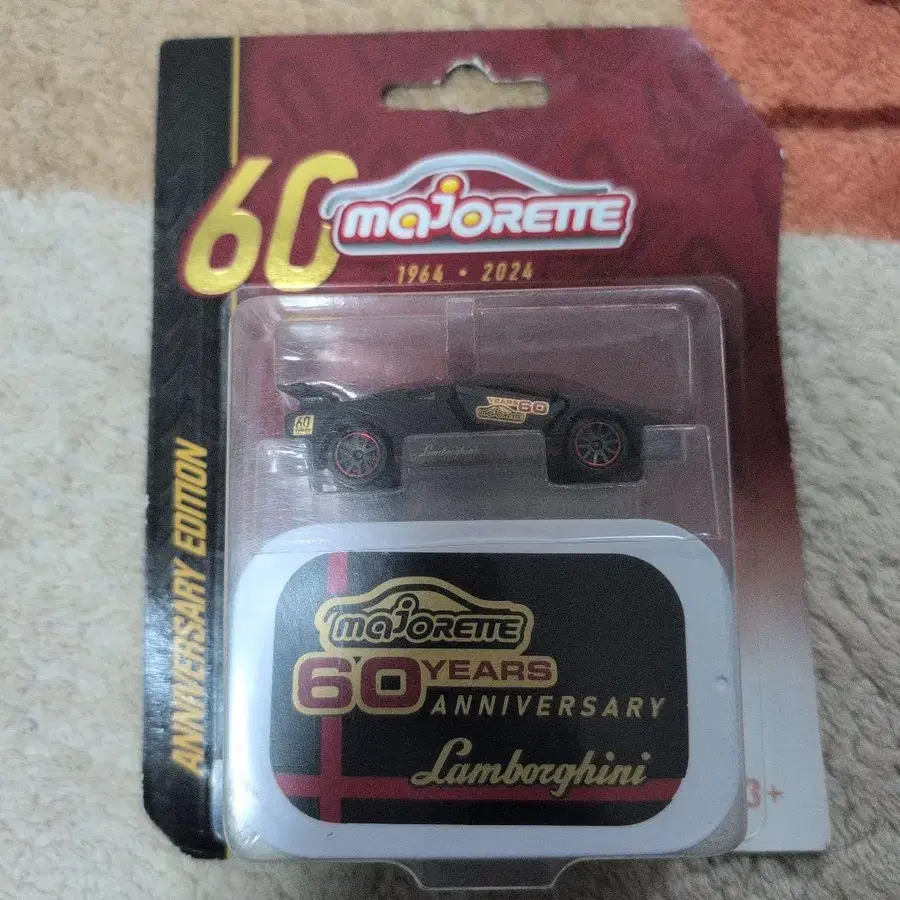 60 majorette
1964 • 2024
ANNIVERSARY EDITION
YEARS 60
majorette
60
Lamborghini
majorette
60 YEARS
ANNIVERSARY
Lamborghini
3+